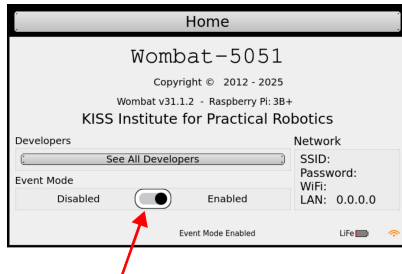 Home
Wombat-5051
Copyright © 2012 - 2025
Wombat v31.1.2 - Raspberry Pi: 3B+
KISS Institute for Practical Robotics
Developers
See All Developers
Event Mode
Disabled Enabled
Network
SSID:
Password:
WiFi:
LAN: 0.0.0.0
Event Mode Enabled
LiFe